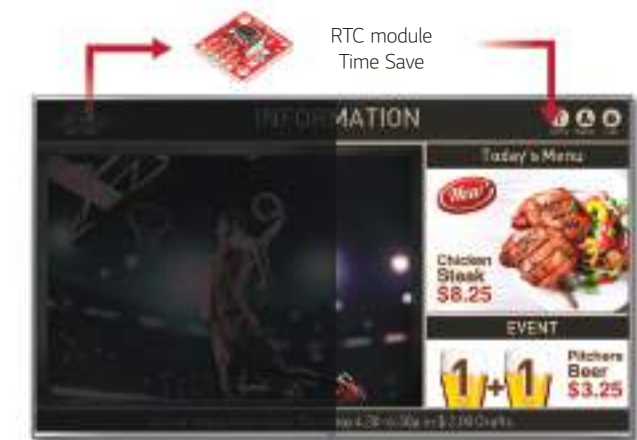 RTC module
Time Save
INFORMATION
Today's Menu
New!
Chicken
Steak
$8.25
EVENT
1+1
Pitchers
Beer
$3.25